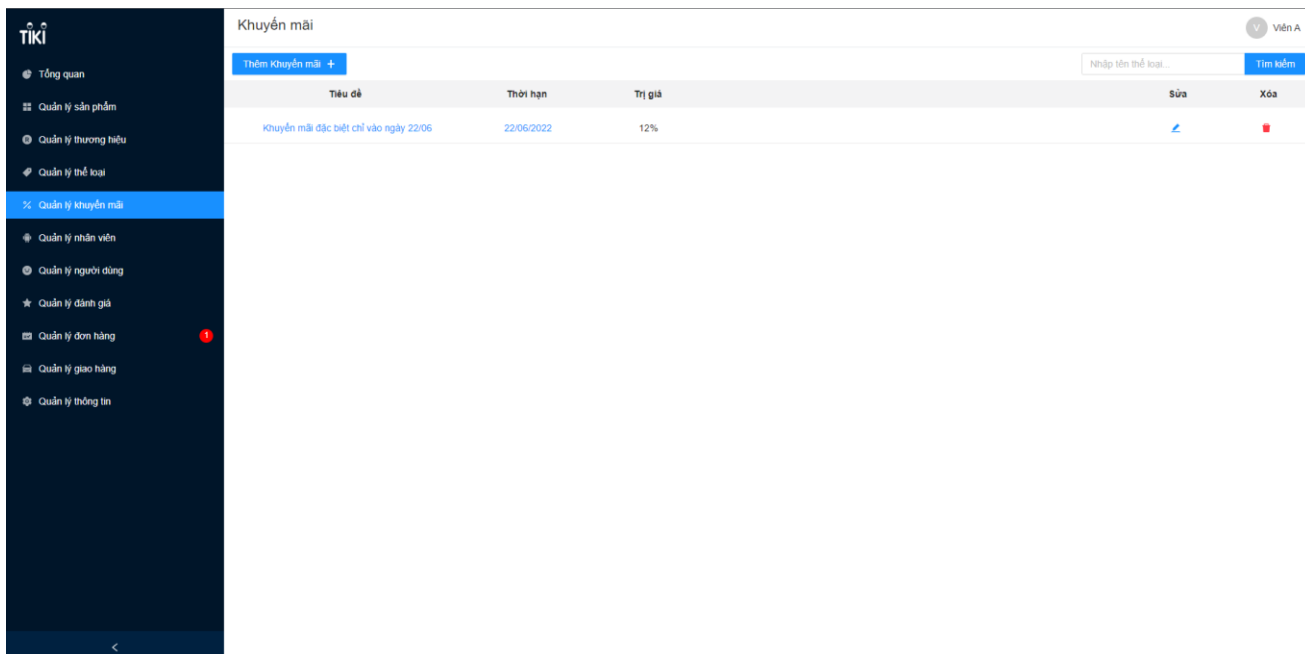 TIKI
Khuyến mãi
V Viên A
Tổng quan
Quản lý sản phẩm
Quản lý thương hiệu
Quản lý thể loại
Quản lý khuyến mãi
Quản lý nhân viên
Quản lý người dùng
Quản lý đánh giá
Quản lý đơn hàng 1
Quản lý giao hàng
Quản lý thông tin
Thêm Khuyến mãi +
Nhập tên thể loại... Tìm kiếm
Tiêu đề Thời hạn Trị giá Sửa Xóa
Khuyến mãi đặc biệt chỉ vào ngày 22/06 22/06/2022 12%